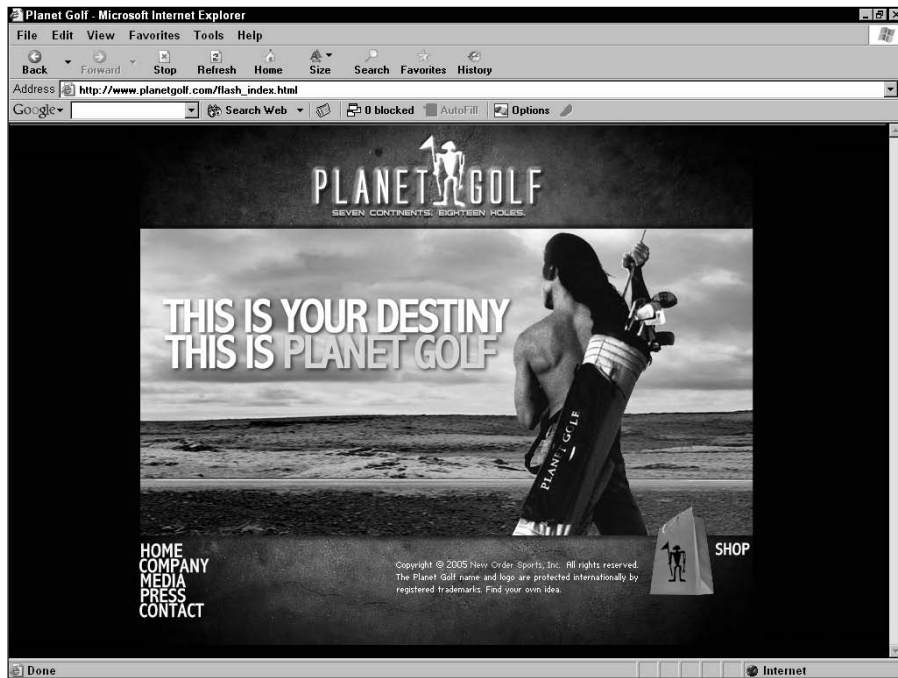 Planet Golf - Microsoft Internet Explorer
File Edit View Favorites Tools Help
Back Forward Stop Refresh Home Size Search Favorites History
Address http://www.planetgolf.com/flash_index.html
Google Search Web 0 blocked AutoFill Options
PLANET GOLF
SEVEN CONTINENTS. EIGHTEEN HOLES.
THIS IS YOUR DESTINY
THIS IS PLANET GOLF
PLANET GOLF
HOME
COMPANY
MEDIA
PRESS
CONTACT
Copyright © 2005 New Order Sports, Inc. All rights reserved.
The Planet Golf name and logo are protected internationally by
registered trademarks. Find your own idea.
SHOP
Done Internet